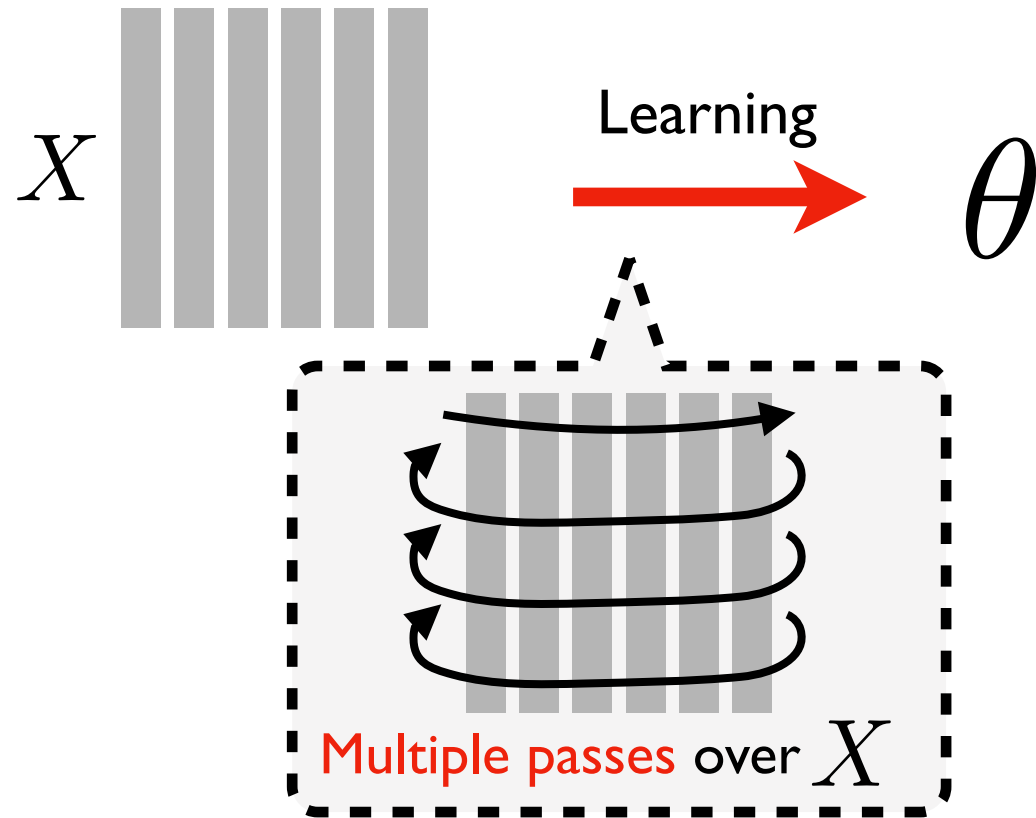 Learning
X
θ
Multiple passes over X